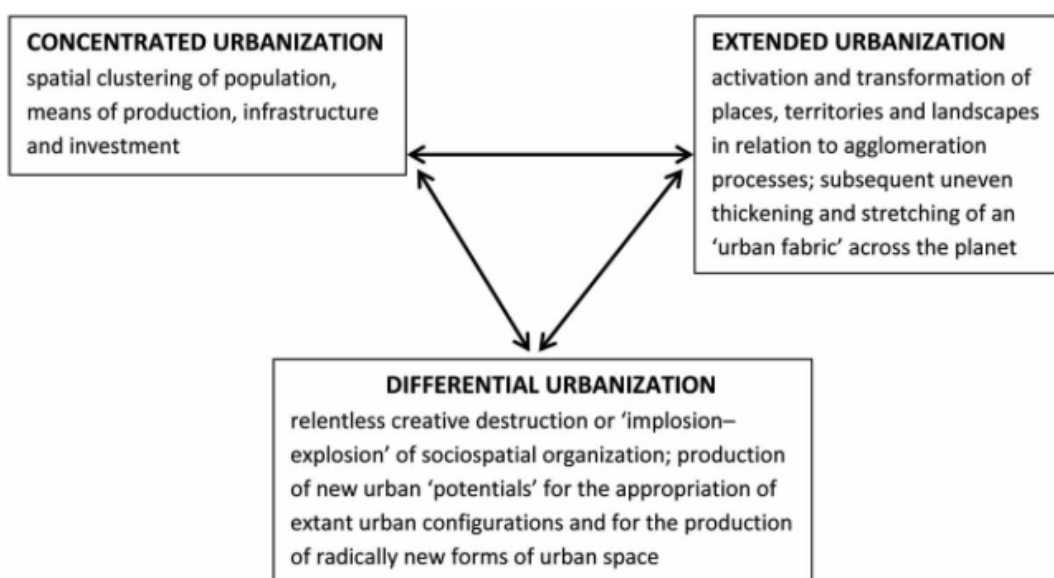 CONCENTRATED URBANIZATION
spatial clustering of population,
means of production, infrastructure
and investment
EXTENDED URBANIZATION
activation and transformation of
places, territories and landscapes
in relation to agglomeration
processes; subsequent uneven
thickening and stretching of an
‘urban fabric’ across the planet
DIFFERENTIAL URBANIZATION
relentless creative destruction or ‘implosion–
explosion’ of sociospatial organization; production
of new urban ‘potentials’ for the appropriation of
extant urban configurations and for the production
of radically new forms of urban space